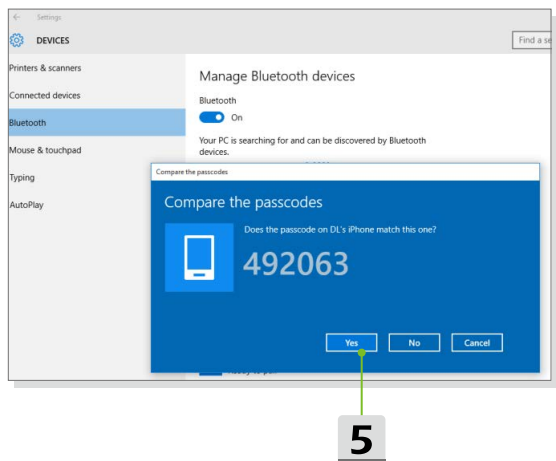 Settings
DEVICES
Find a se
Printers & scanners
Connected devices
Bluetooth
Mouse & touchpad
Typing
AutoPlay
Manage Bluetooth devices
Bluetooth
On
Your PC is searching for and can be discovered by Bluetooth
devices.
Compare the passcodes
Compare the passcodes
Does the passcode on DL's iPhone match this one?
492063
Yes No Cancel
5